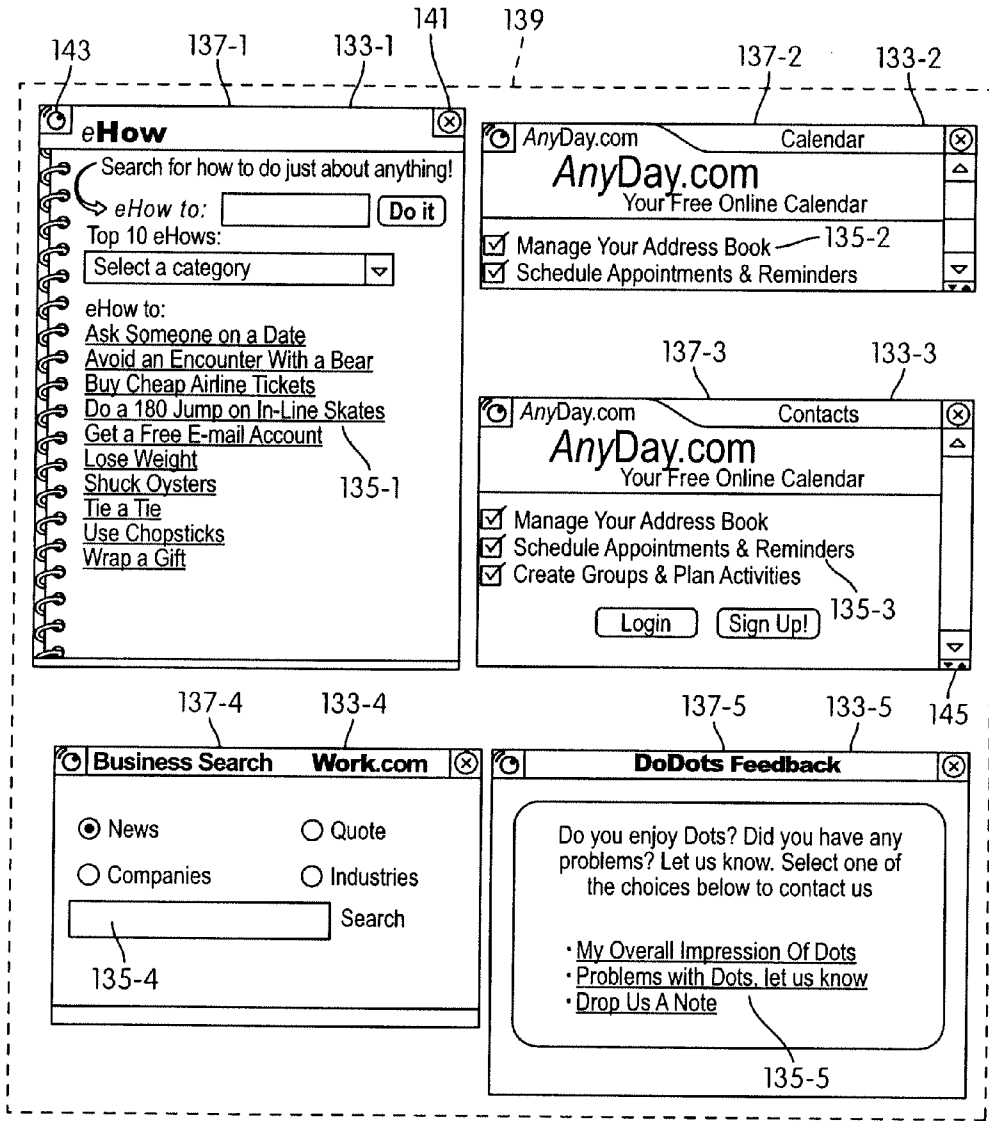 143 137-1 133-1 141 139 137-2 133-2
eHow
Search for how to do just about anything!
eHow to: Do it
Top 10 eHows:
Select a category
eHow to:
Ask Someone on a Date
Avoid an Encounter With a Bear
Buy Cheap Airline Tickets
Do a 180 Jump on In-Line Skates
Get a Free E-mail Account
Lose Weight
Shuck Oysters
Tie a Tie
Use Chopsticks
Wrap a Gift
135-1
AnyDay.com Calendar
AnyDay.com
Your Free Online Calendar
Manage Your Address Book 135-2
Schedule Appointments & Reminders
137-3 133-3
AnyDay.com Contacts
AnyDay.com
Your Free Online Calendar
Manage Your Address Book
Schedule Appointments & Reminders
Create Groups & Plan Activities
135-3
Login Sign Up!
145
137-4 133-4
Business Search Work.com
News Quote
Companies Industries
Search
135-4
137-5 133-5
DoDots Feedback
Do you enjoy Dots? Did you have any
problems? Let us know. Select one of
the choices below to contact us
· My Overall Impression Of Dots
· Problems with Dots, let us know
· Drop Us A Note
135-5